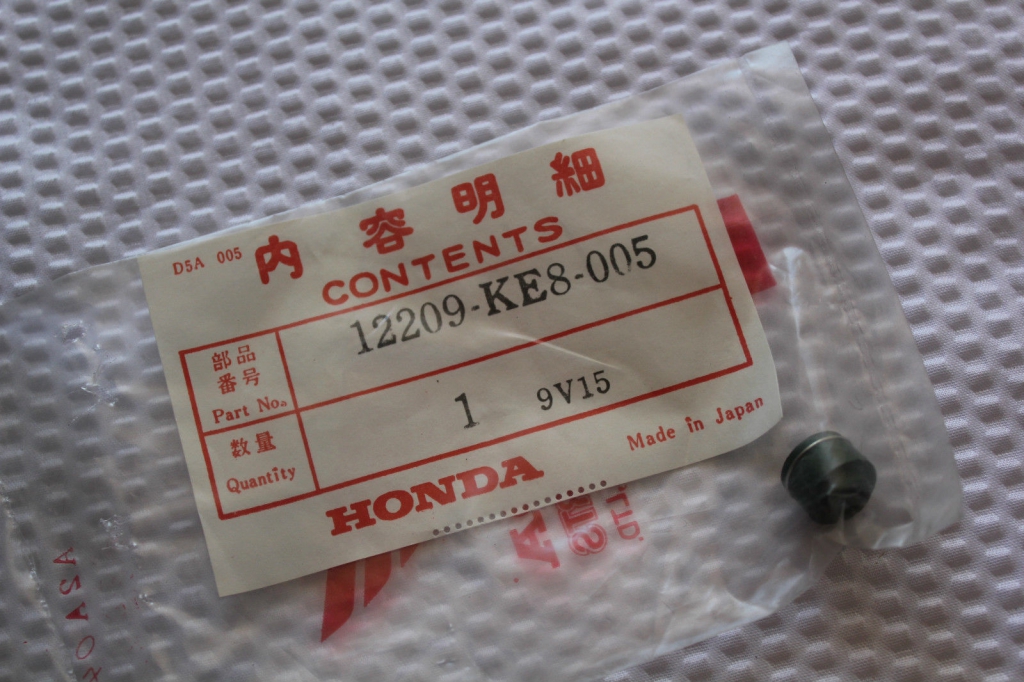 D5A 005
内容明細
CONTENTS
部品番号
Part No.
12209-KE8-005
数量
Quantity
1 9V15
HONDA
Made in Japan
ASA